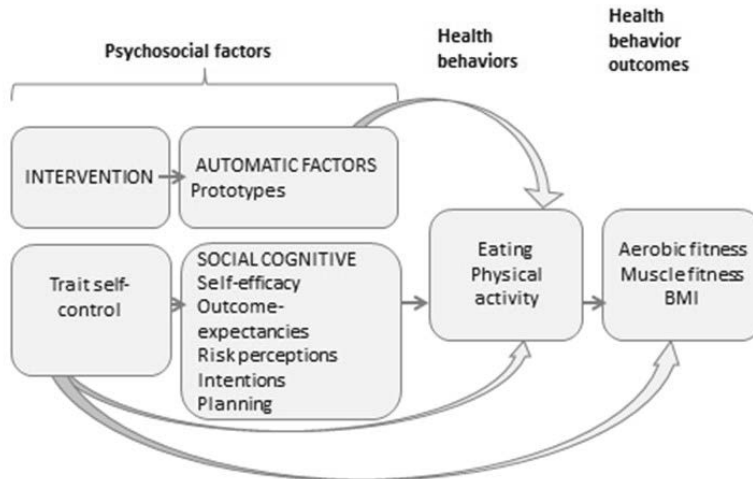 Psychosocial factors
Health
behaviors
Health
behavior
outcomes
INTERVENTION
AUTOMATIC FACTORS
Prototypes
Trait self-
control
SOCIAL COGNITIVE
Self-efficacy
Outcome-
expectancies
Risk perceptions
Intentions
Planning
Eating
Physical
activity
Aerobic fitness
Muscle fitness
BMI